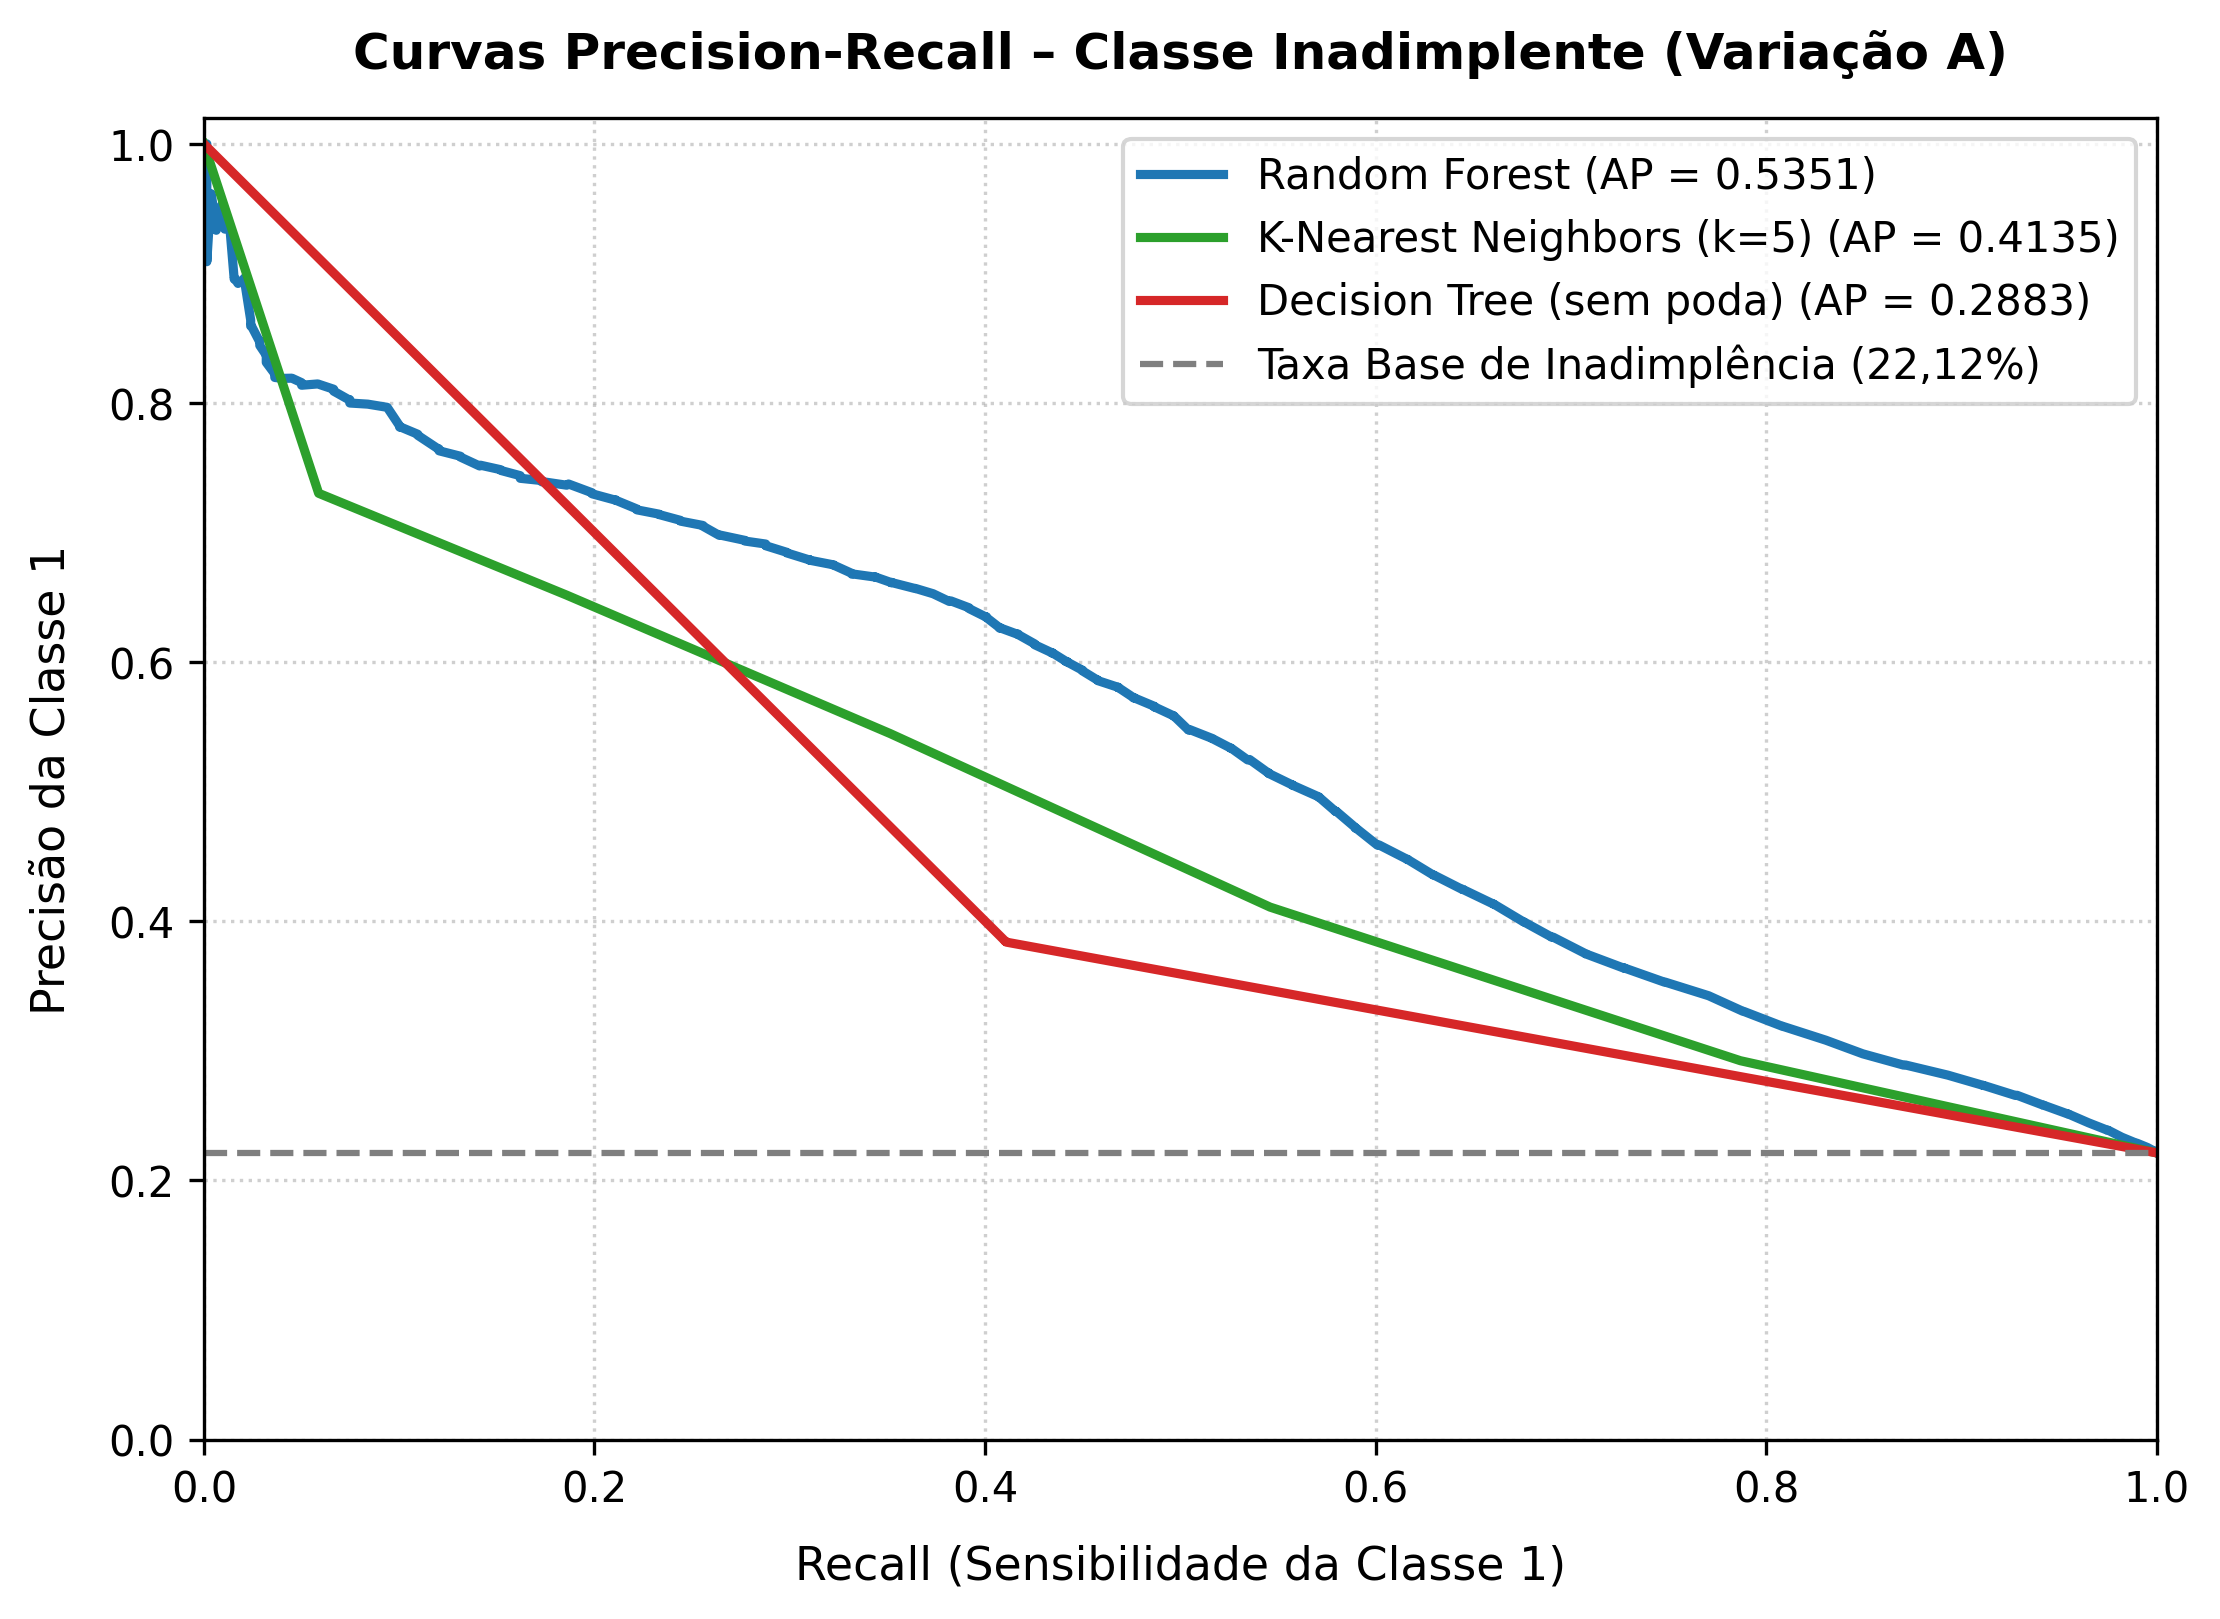 Curvas Precision-Recall – Classe Inadimplente (Variação A)
Random Forest (AP = 0.5351)
K-Nearest Neighbors (k=5) (AP = 0.4135)
Decision Tree (sem poda) (AP = 0.2883)
Taxa Base de Inadimplência (22,12%)
Precisão da Classe 1
1.0
0.8
0.6
0.4
0.2
0.0
0.0 0.2 0.4 0.6 0.8 1.0
Recall (Sensibilidade da Classe 1)